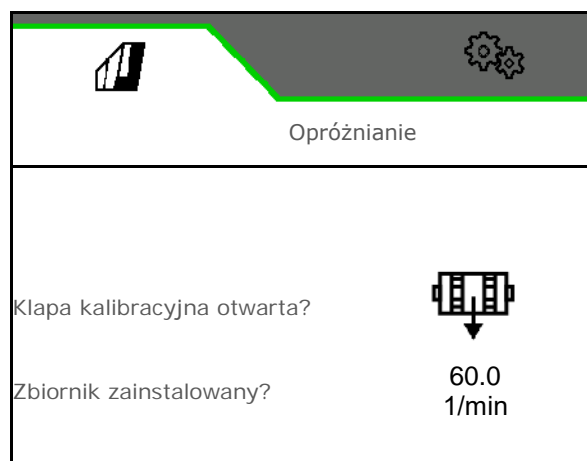 Opróżnianie
Klapa kalibracyjna otwarta?
Zbiornik zainstalowany?
60.0
1/min